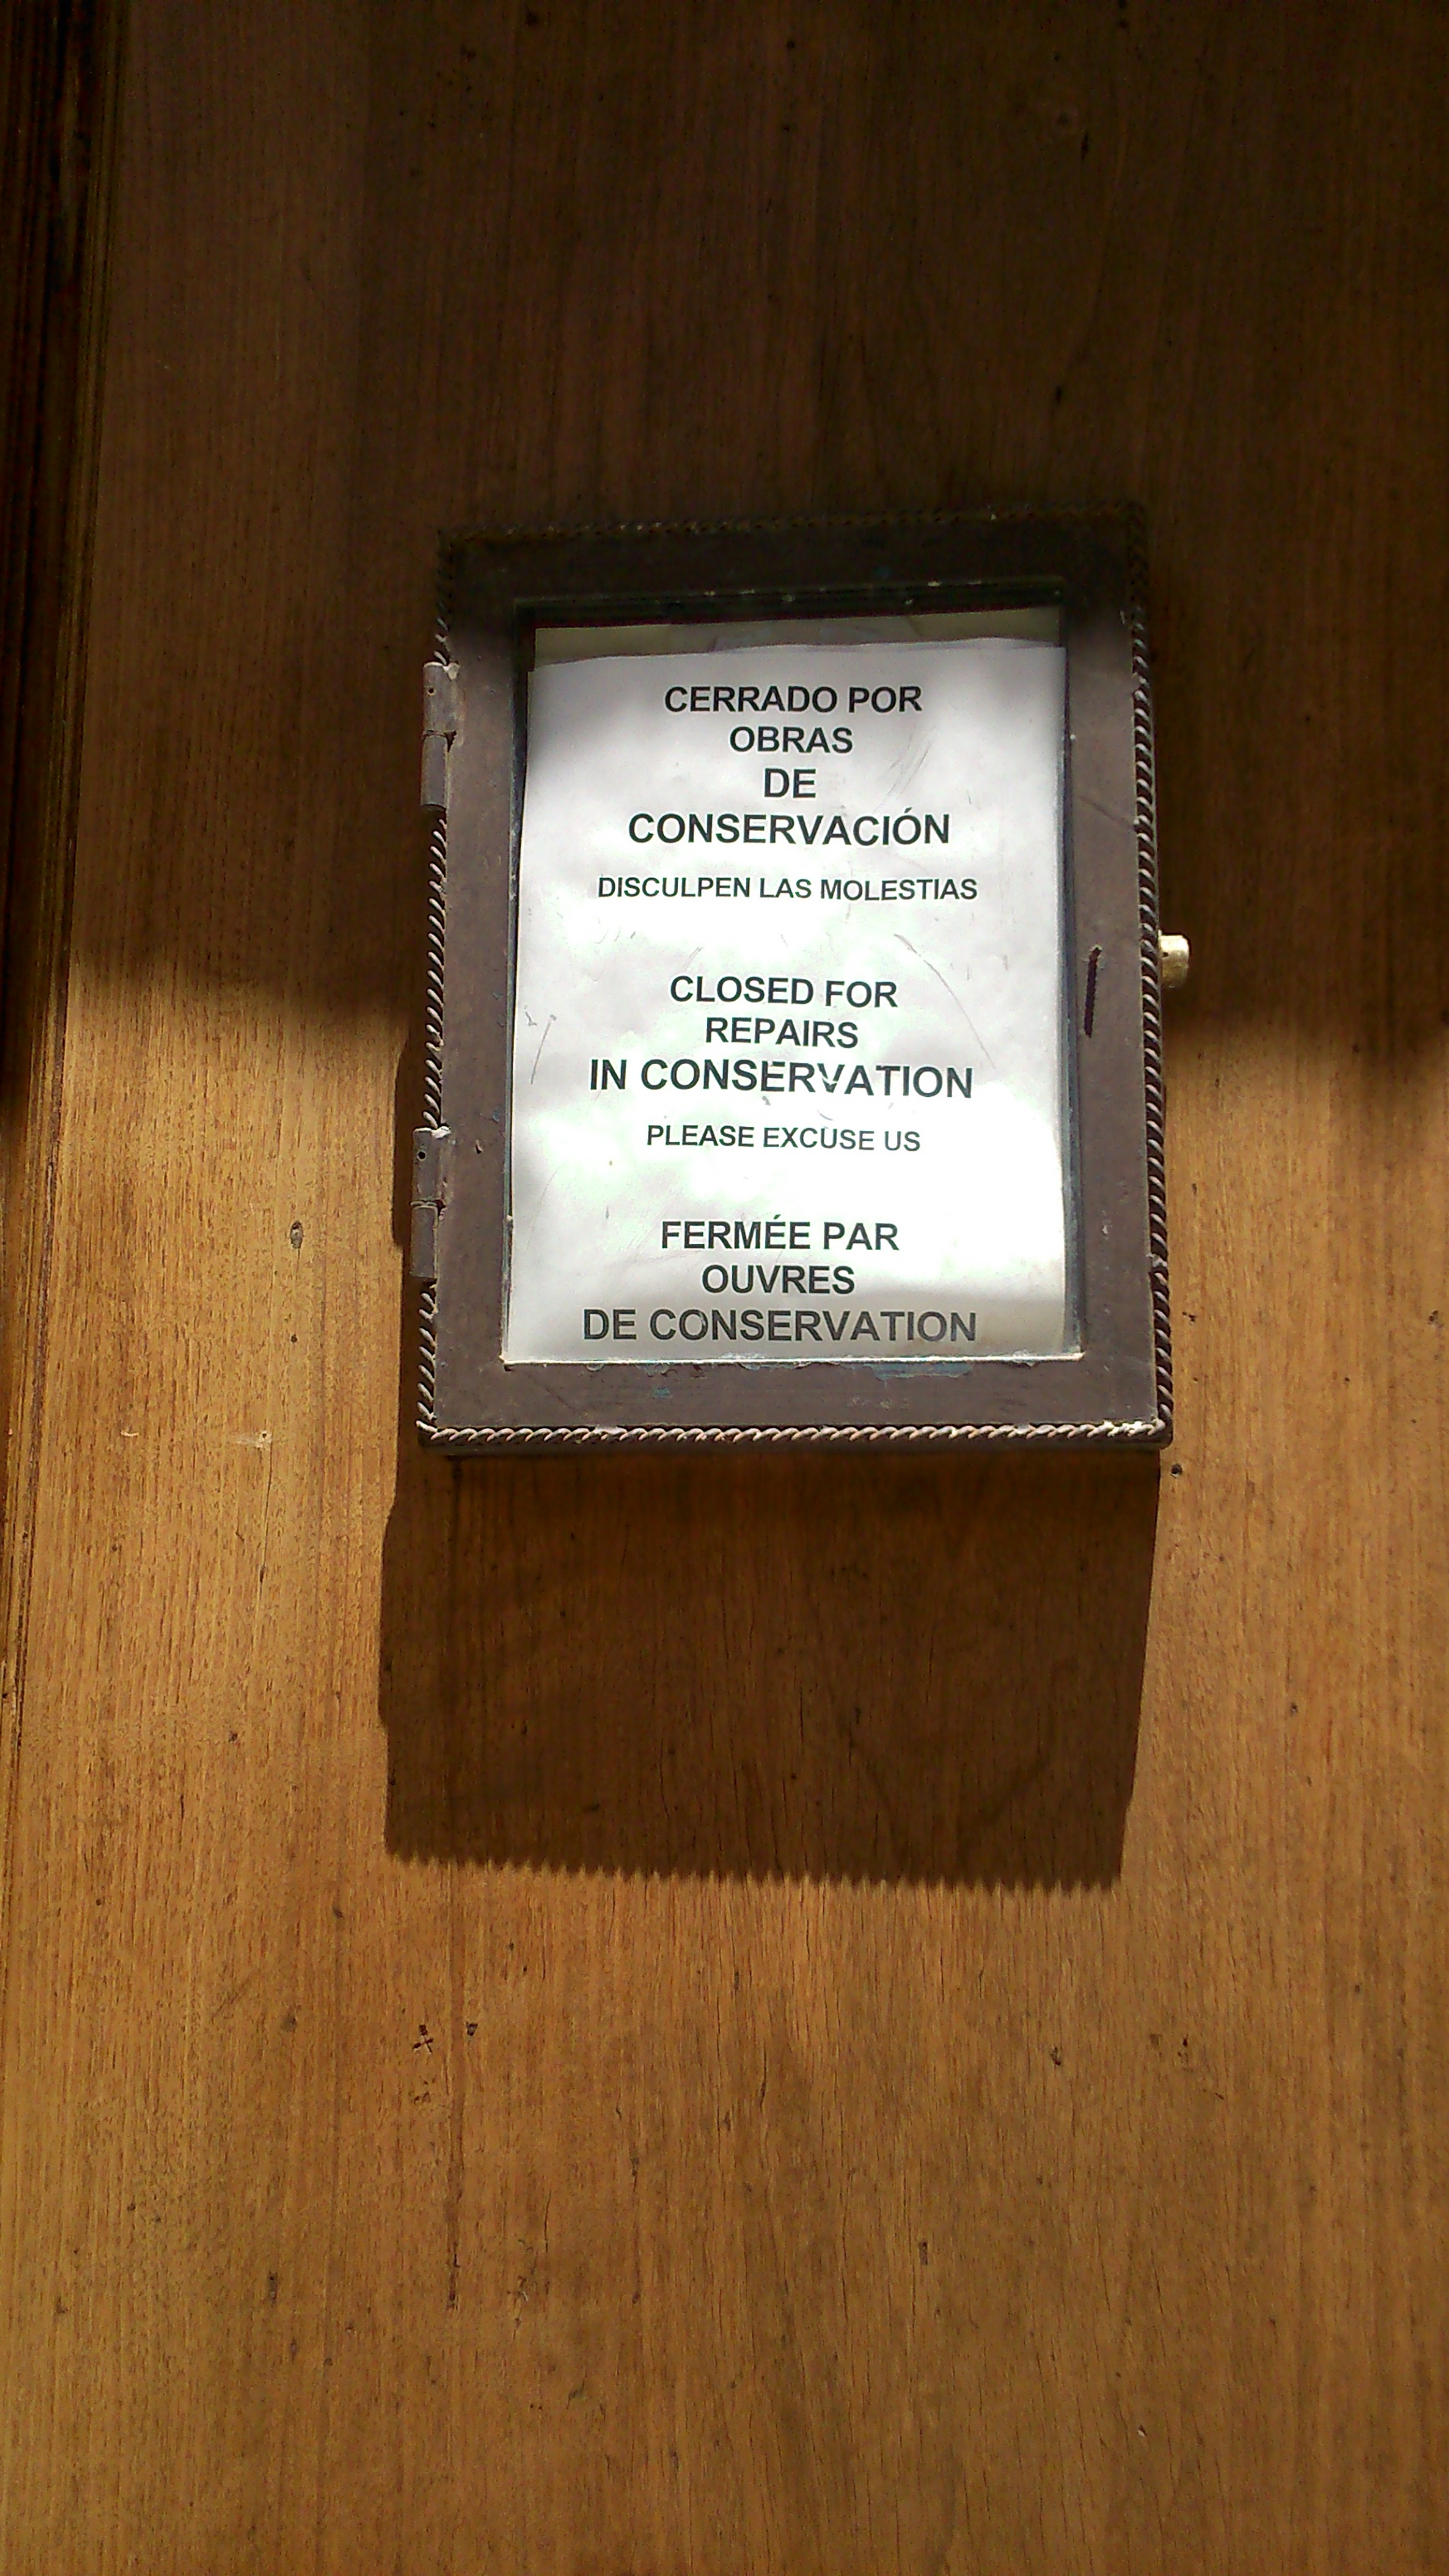 CERRADO POR
OBRAS
DE
CONSERVACIÓN
DISCULPEN LAS MOLESTIAS
CLOSED FOR
REPAIRS
IN CONSERVATION
PLEASE EXCUSE US
FERMÉE PAR
OUVRES
DE CONSERVATION